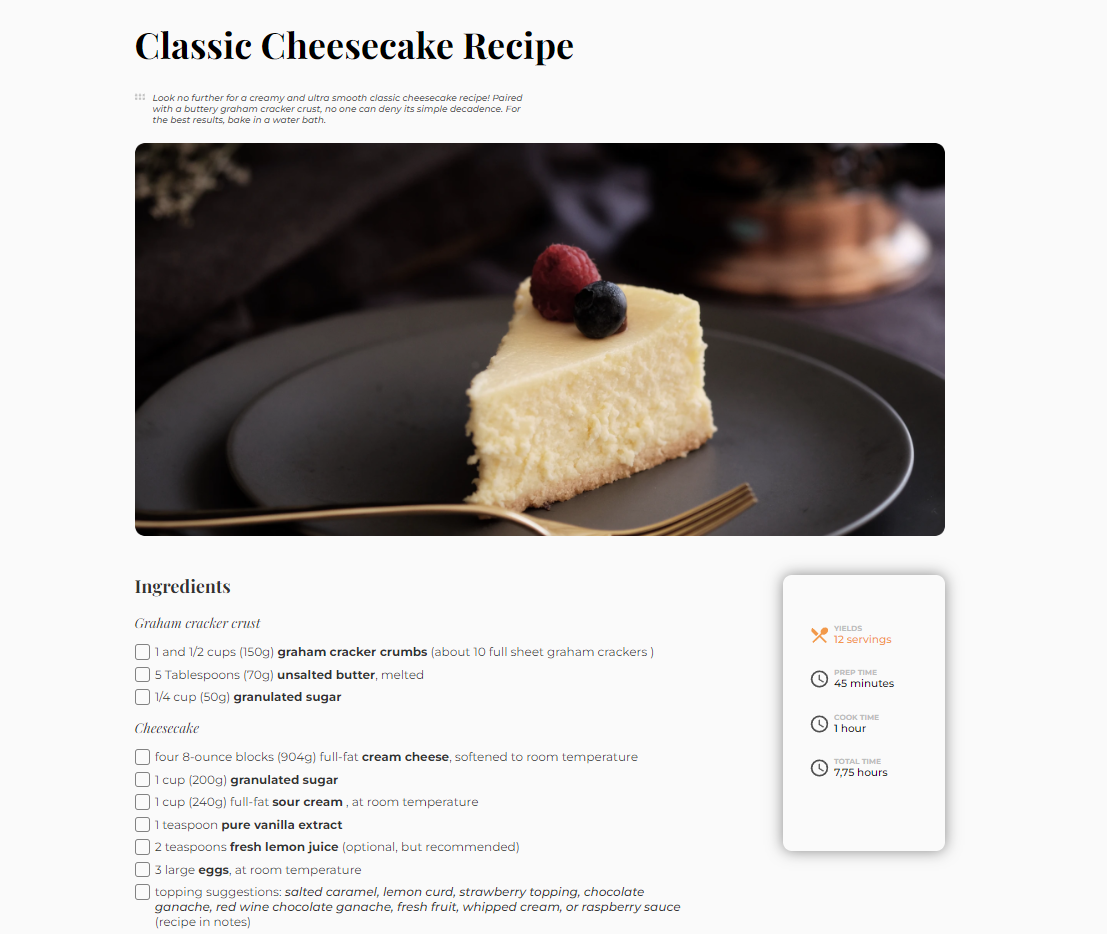 Classic Cheesecake Recipe
Look no further for a creamy and ultra smooth classic cheesecake recipe! Paired
with a buttery graham cracker crust, no one can deny its simple decadence. For
the best results, bake in a water bath.
Ingredients
Graham cracker crust
1 and 1/2 cups (150g) graham cracker crumbs (about 10 full sheet graham crackers )
5 Tablespoons (70g) unsalted butter, melted
1/4 cup (50g) granulated sugar
Cheesecake
four 8-ounce blocks (904g) full-fat cream cheese, softened to room temperature
1 cup (200g) granulated sugar
1 cup (240g) full-fat sour cream , at room temperature
1 teaspoon pure vanilla extract
2 teaspoons fresh lemon juice (optional, but recommended)
3 large eggs, at room temperature
topping suggestions: salted caramel, lemon curd, strawberry topping, chocolate
ganache, red wine chocolate ganache, fresh fruit, whipped cream, or raspberry sauce
(recipe in notes)
YIELDS
12 servings
PREP TIME
45 minutes
COOK TIME
1 hour
TOTAL TIME
7,75 hours